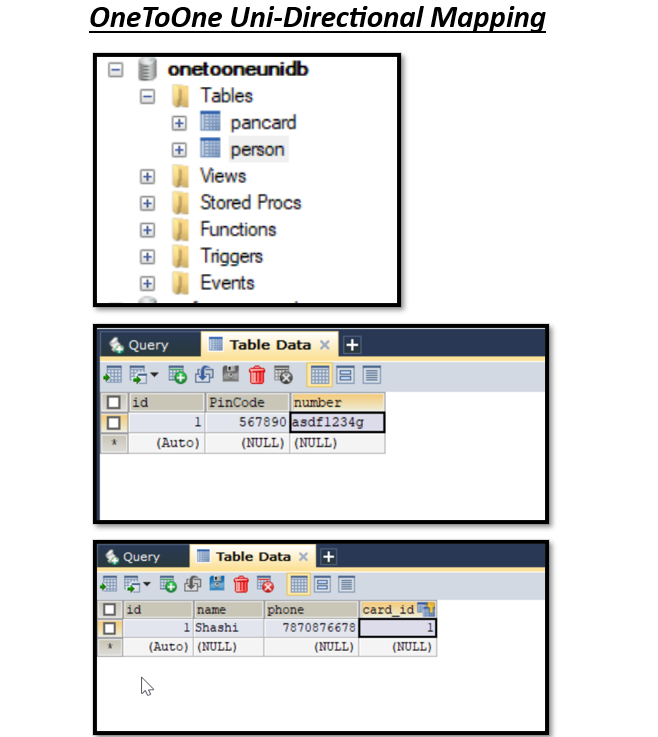 OneToOne Uni-Directional Mapping
onetooneunidb
Tables
pancard
person
Views
Stored Procs
Functions
Triggers
Events
Query Table Data
id PinCode number
1 567890 asdf1234g
* (Auto) (NULL) (NULL)
Query Table Data
id name phone card_id
1 Shashi 7870876678 1
* (Auto) (NULL) (NULL) (NULL)